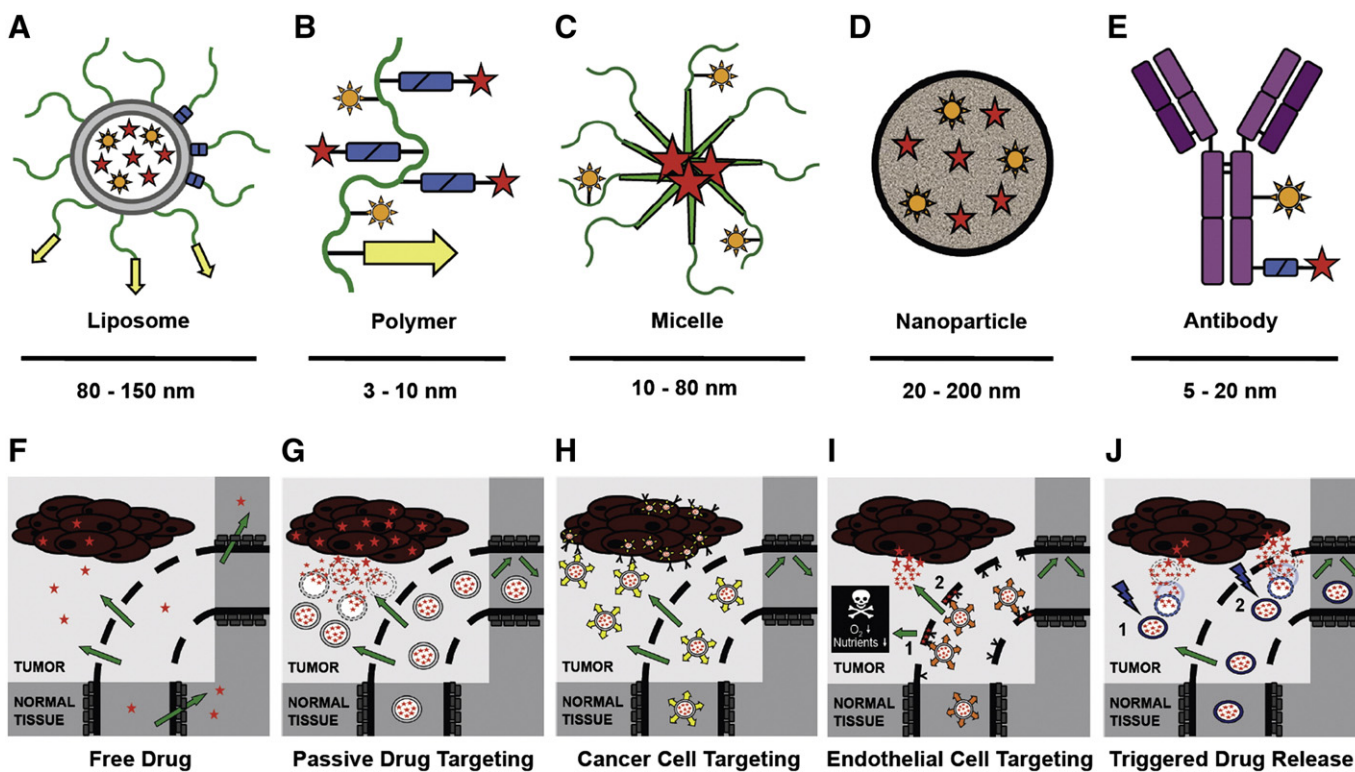 A B C D E
Liposome Polymer Micelle Nanoparticle Antibody
80 - 150 nm 3 - 10 nm 10 - 80 nm 20 - 200 nm 5 - 20 nm
F G H I J
TUMOR
NORMAL
TISSUE
Free Drug
TUMOR
NORMAL
TISSUE
Passive Drug Targeting
TUMOR
NORMAL
TISSUE
Cancer Cell Targeting
2
O₂ ↓
Nutrients ↓
1
TUMOR
NORMAL
TISSUE
Endothelial Cell Targeting
1
2
TUMOR
NORMAL
TISSUE
Triggered Drug Release